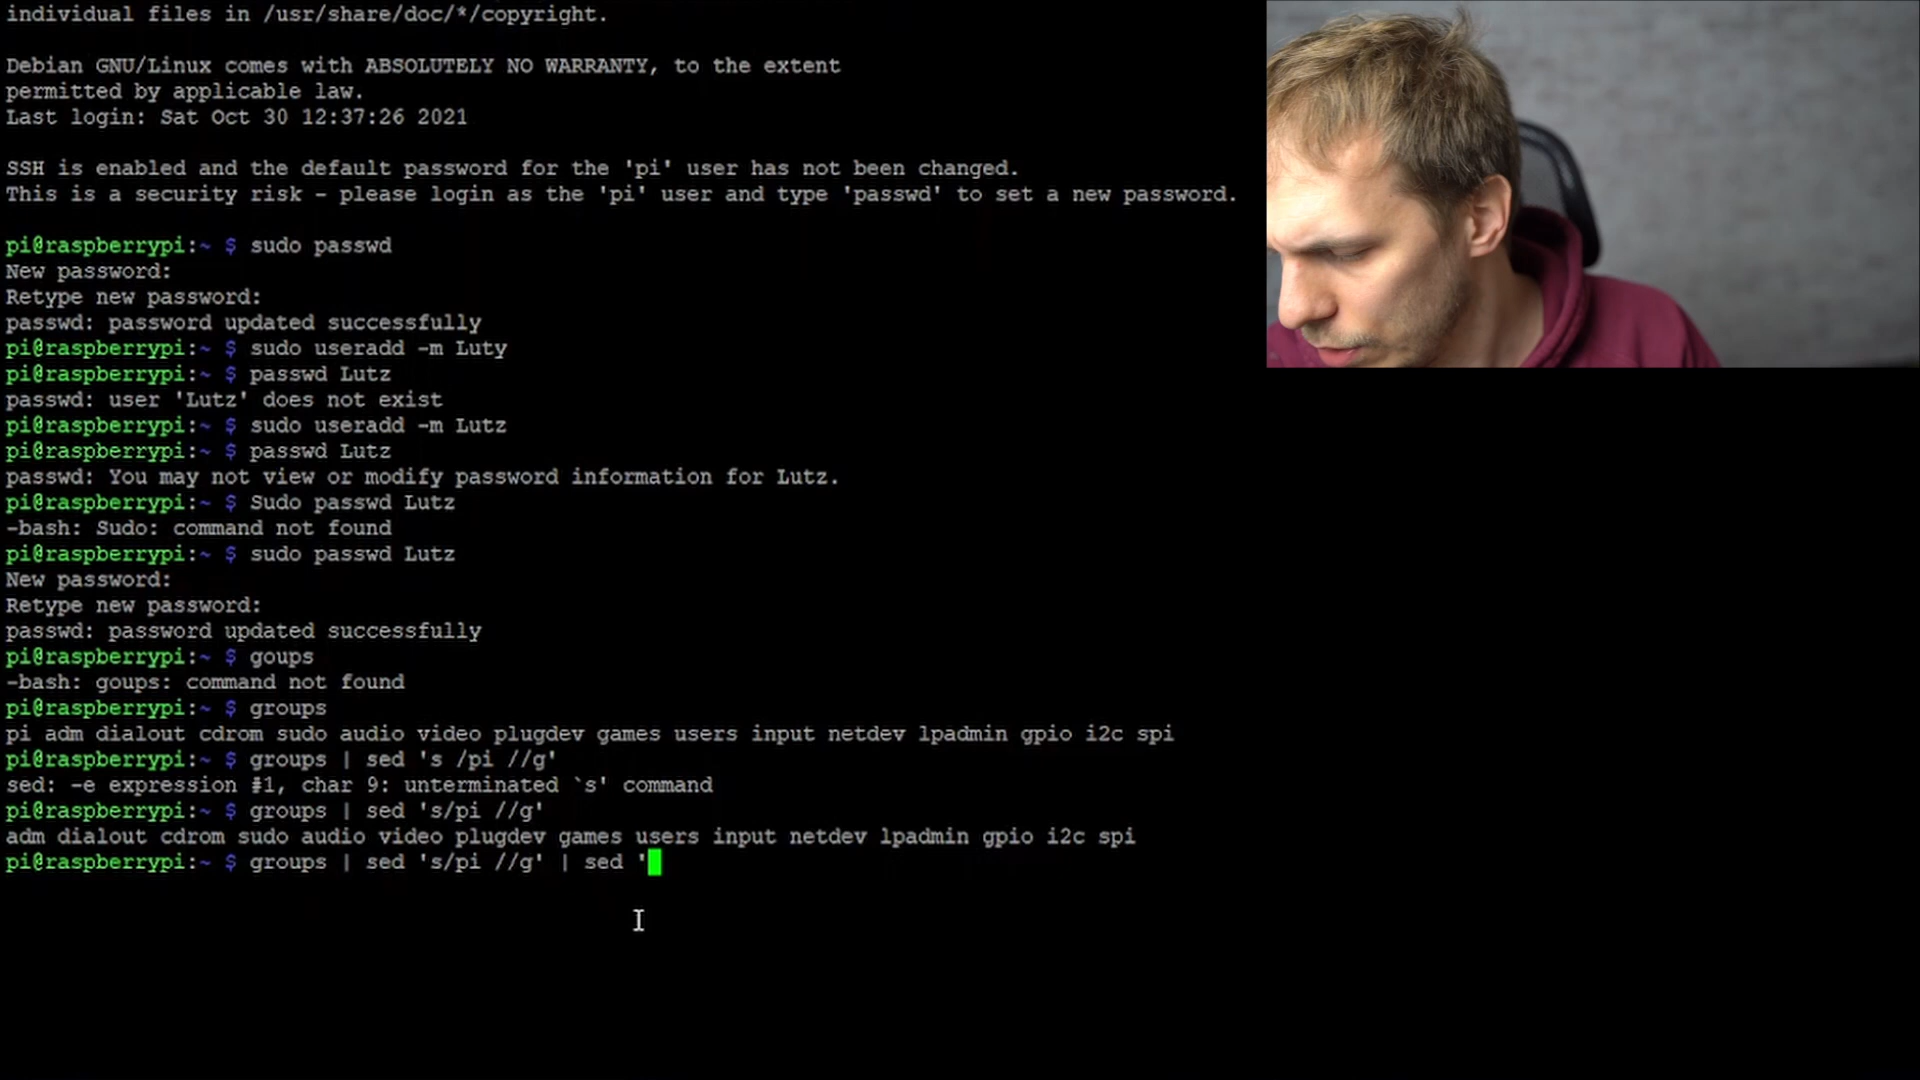 individual files in /usr/share/doc/*/copyright.
Debian GNU/Linux comes with ABSOLUTELY NO WARRANTY, to the extent
permitted by applicable law.
Last login: Sat Oct 30 12:37:26 2021
SSH is enabled and the default password for the 'pi' user has not been changed.
This is a security risk - please login as the 'pi' user and type 'passwd' to set a new password.
pi@raspberrypi:~ $ sudo passwd
New password:
Retype new password:
passwd: password updated successfully
pi@raspberrypi:~ $ sudo useradd -m Luty
pi@raspberrypi:~ $ passwd Lutz
passwd: user 'Lutz' does not exist
pi@raspberrypi:~ $ sudo useradd -m Lutz
pi@raspberrypi:~ $ passwd Lutz
passwd: You may not view or modify password information for Lutz.
pi@raspberrypi:~ $ Sudo passwd Lutz
-bash: Sudo: command not found
pi@raspberrypi:~ $ sudo passwd Lutz
New password:
Retype new password:
passwd: password updated successfully
pi@raspberrypi:~ $ goups
-bash: goups: command not found
pi@raspberrypi:~ $ groups
pi adm dialout cdrom sudo audio video plugdev games users input netdev lpadmin gpio i2c spi
pi@raspberrypi:~ $ groups | sed 's /pi //g'
sed: -e expression #1, char 9: unterminated `s' command
pi@raspberrypi:~ $ groups | sed 's/pi //g'
adm dialout cdrom sudo audio video plugdev games users input netdev lpadmin gpio i2c spi
pi@raspberrypi:~ $ groups | sed 's/pi //g' | sed '